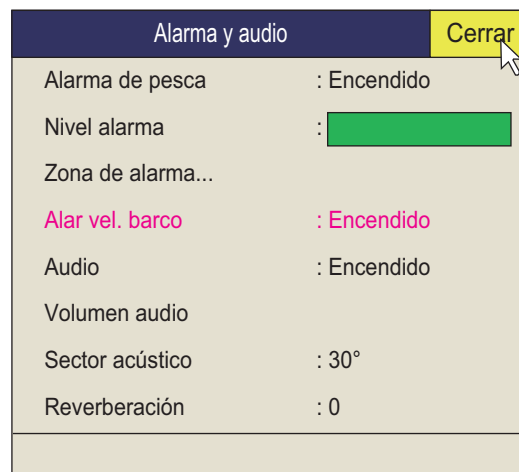 Alarma y audio Cerrar
Alarma de pesca : Encendido
Nivel alarma :
Zona de alarma...
Alar vel. barco : Encendido
Audio : Encendido
Volumen audio
Sector acústico : 30°
Reverberación : 0